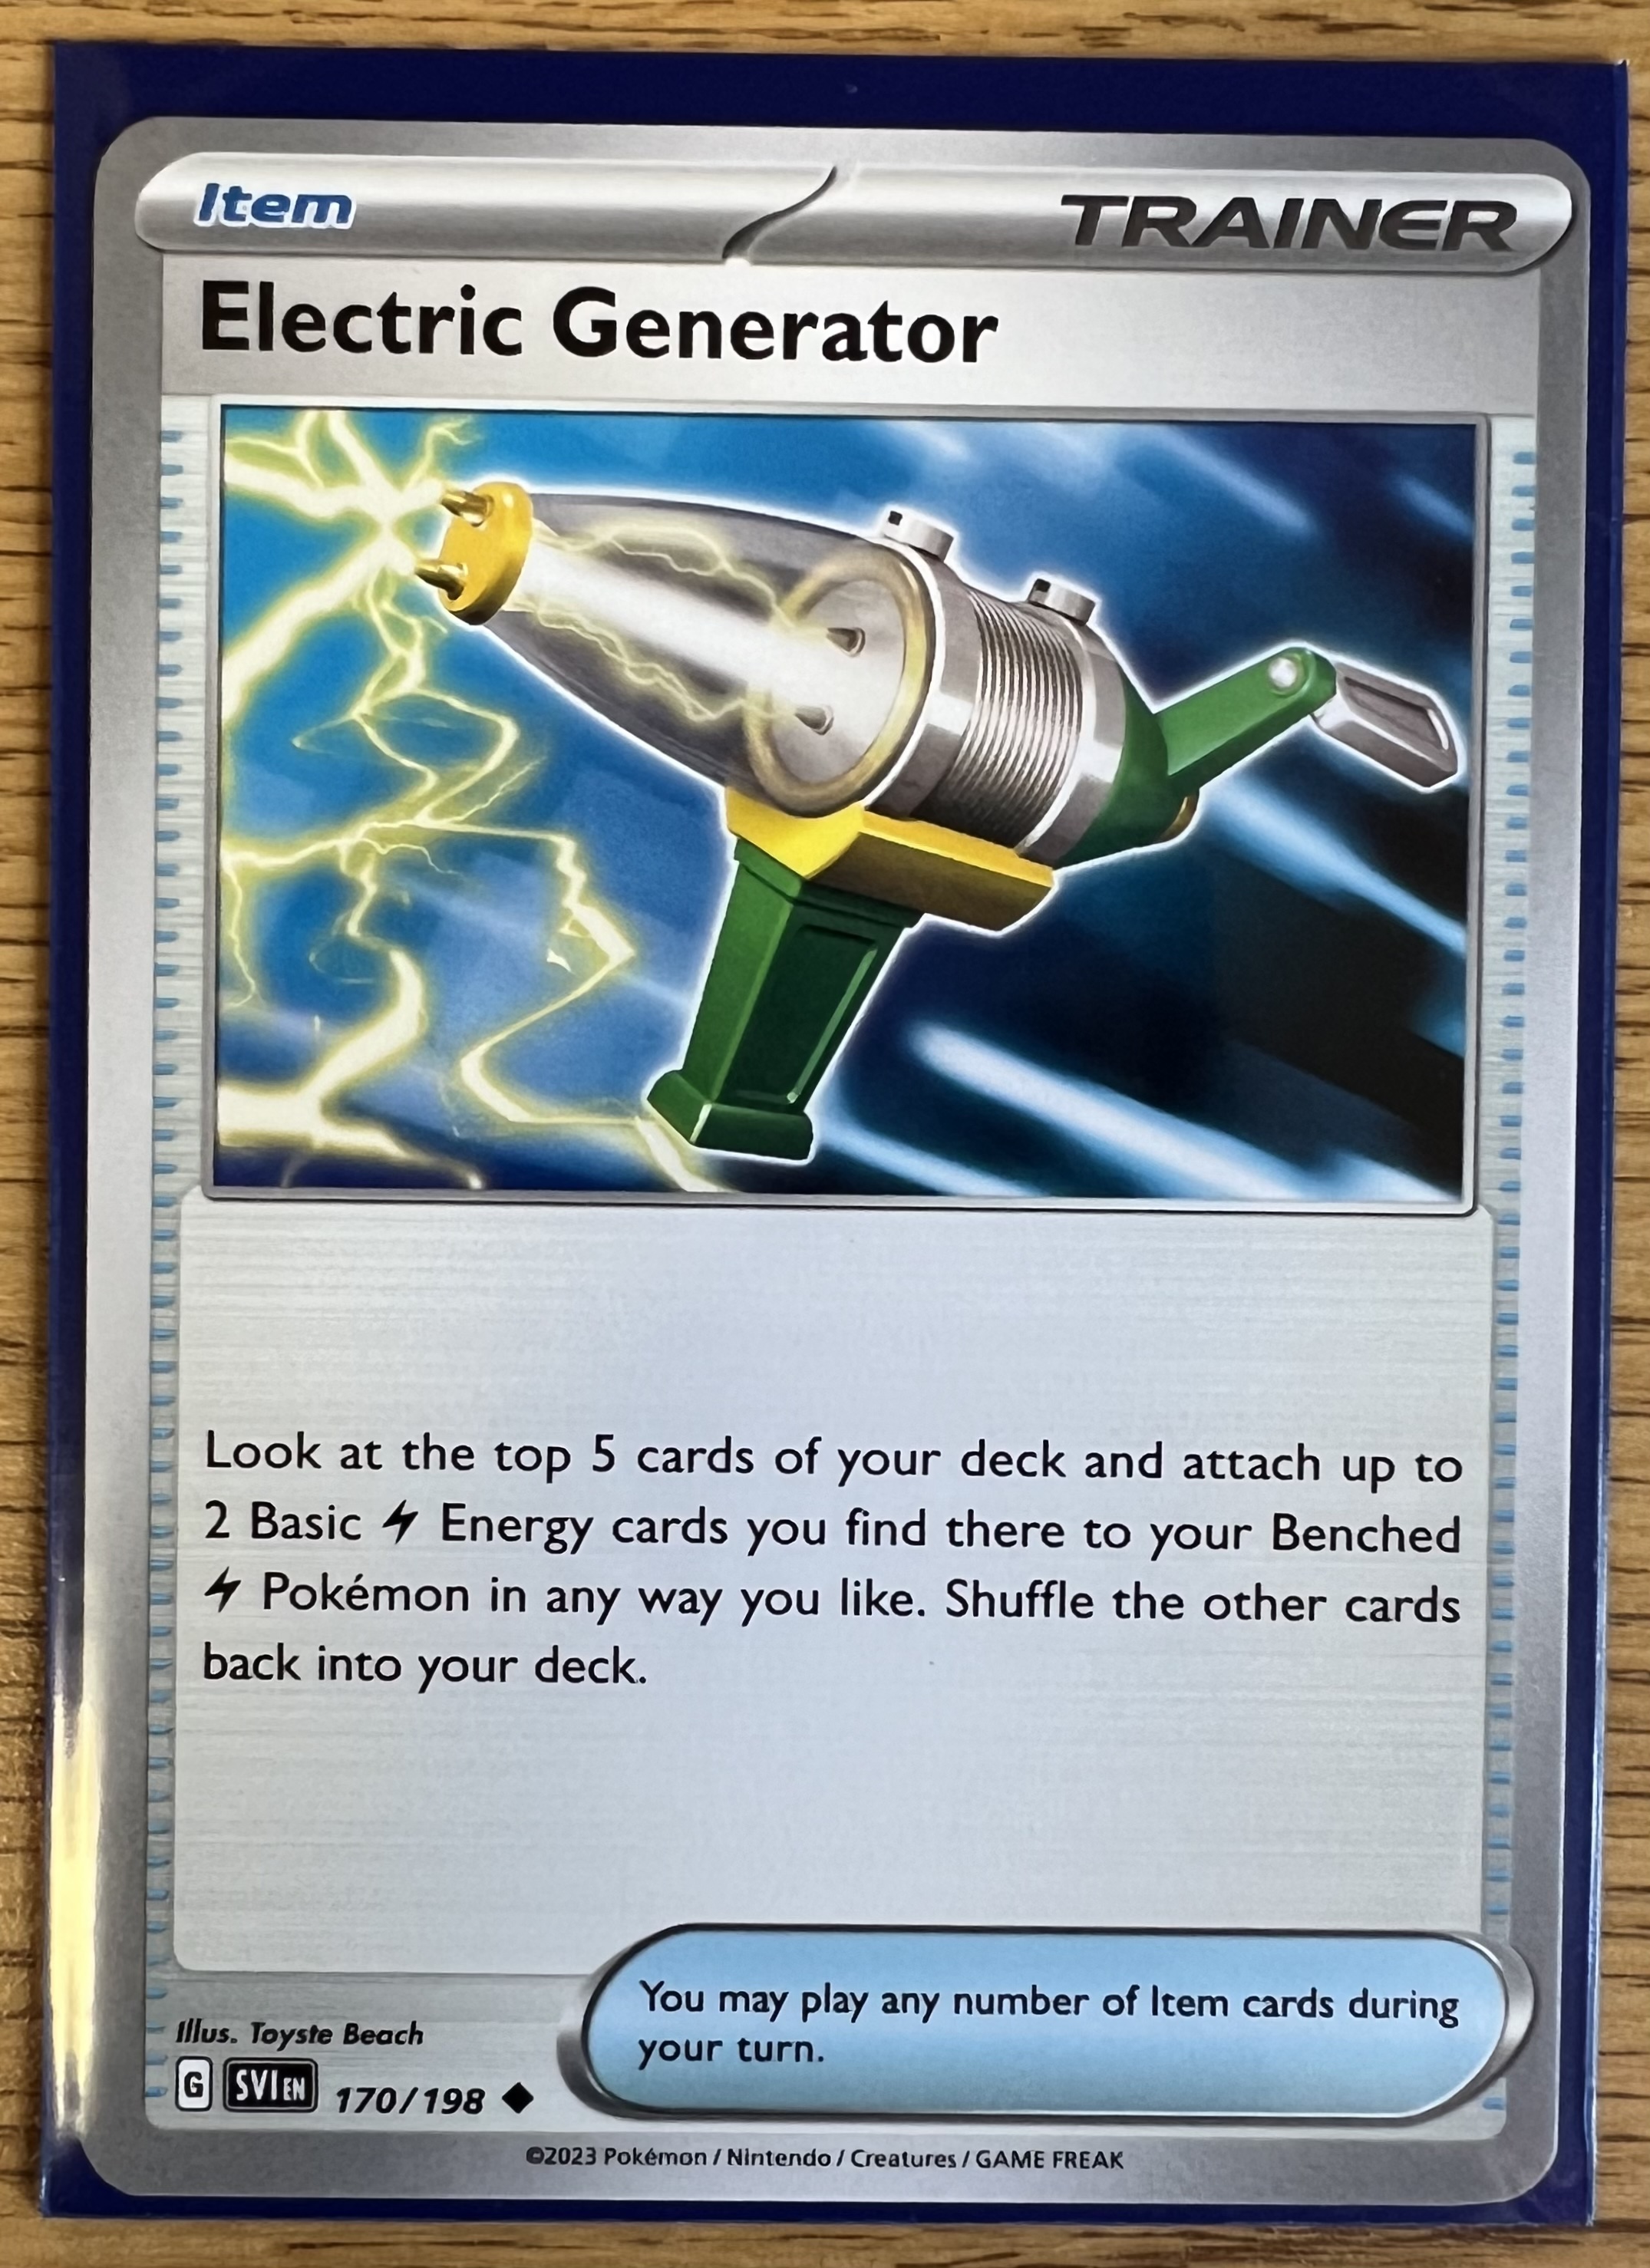 Item TRAINER
Electric Generator
Look at the top 5 cards of your deck and attach up to
2 Basic Energy cards you find there to your Benched
Pokémon in any way you like. Shuffle the other cards
back into your deck.
You may play any number of Item cards during
your turn.
Illus. Toyste Beach
G SVI EN 170/198
©2023 Pokémon / Nintendo / Creatures / GAME FREAK